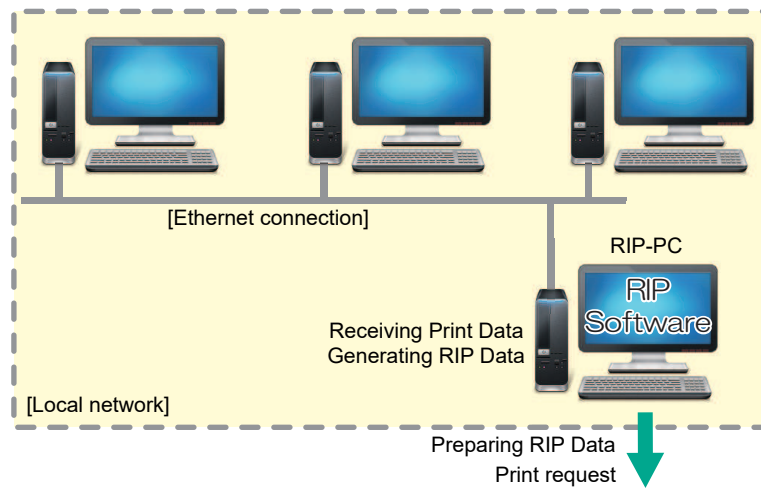 [Ethernet connection]
RIP-PC
RIP
Software
Receiving Print Data
Generating RIP Data
[Local network]
Preparing RIP Data
Print request